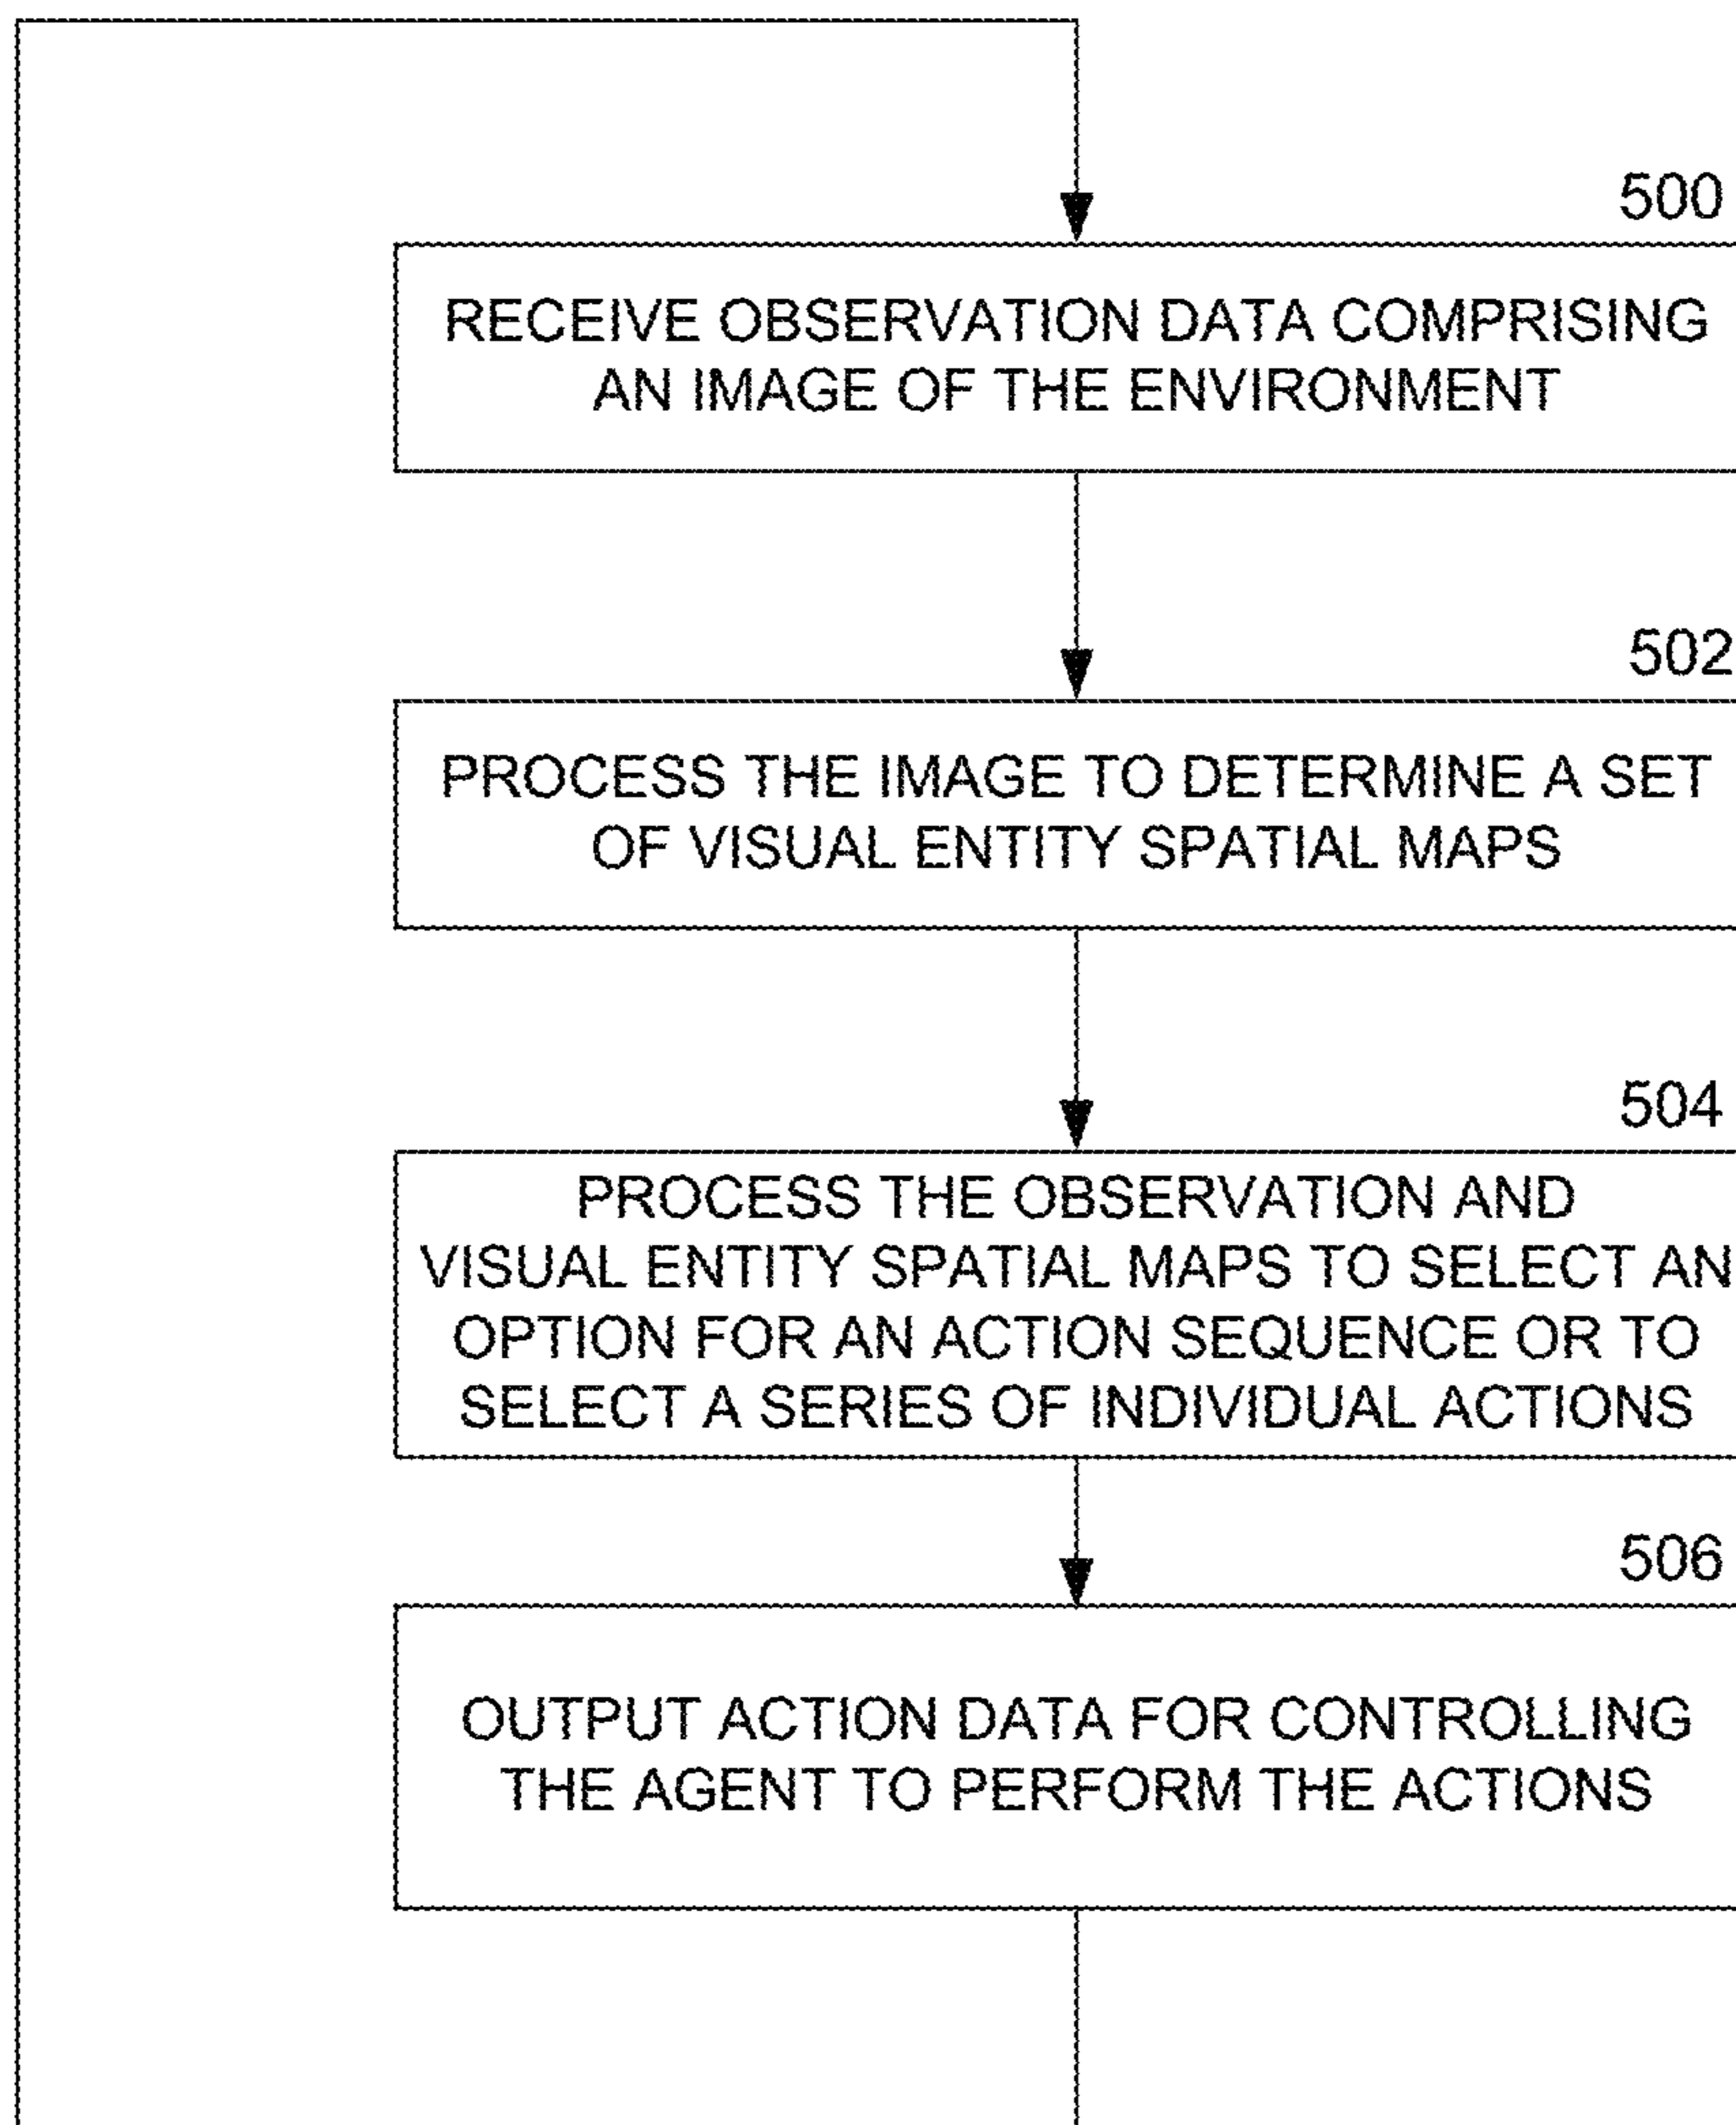 500
RECEIVE OBSERVATION DATA COMPRISING
AN IMAGE OF THE ENVIRONMENT
502
PROCESS THE IMAGE TO DETERMINE A SET
OF VISUAL ENTITY SPATIAL MAPS
504
PROCESS THE OBSERVATION AND
VISUAL ENTITY SPATIAL MAPS TO SELECT AN
OPTION FOR AN ACTION SEQUENCE OR TO
SELECT A SERIES OF INDIVIDUAL ACTIONS
506
OUTPUT ACTION DATA FOR CONTROLLING
THE AGENT TO PERFORM THE ACTIONS